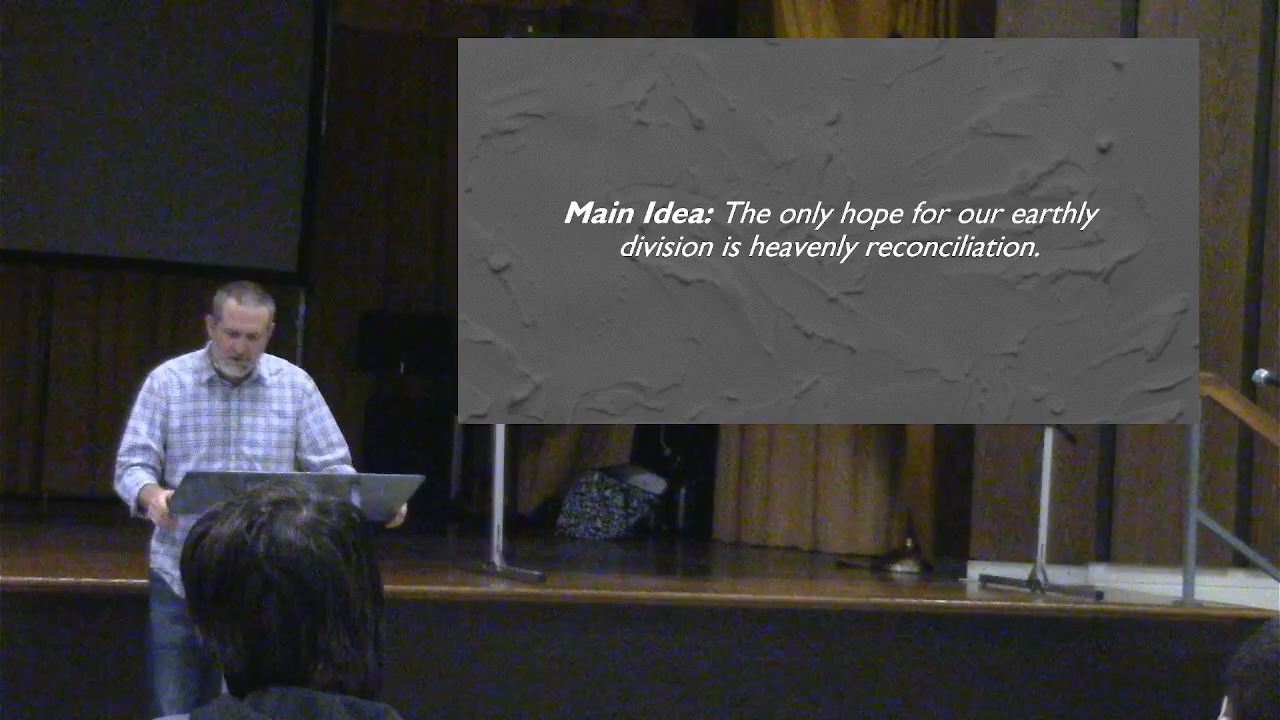 Main Idea: The only hope for our earthly
division is heavenly reconciliation.